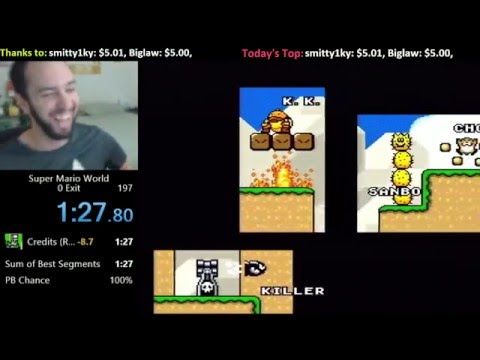 Thanks to: smitty1ky: $5.01, Biglaw: $5.00,
Today's Top: smitty1ky: $5.01, Biglaw: $5.00,
K.K.
CHO
SANBO
Super Mario World
0 Exit 197
1:27.80
Credits (R... -8.7 1:27
Sum of Best Segments 1:27
PB Chance 100%
KILLER